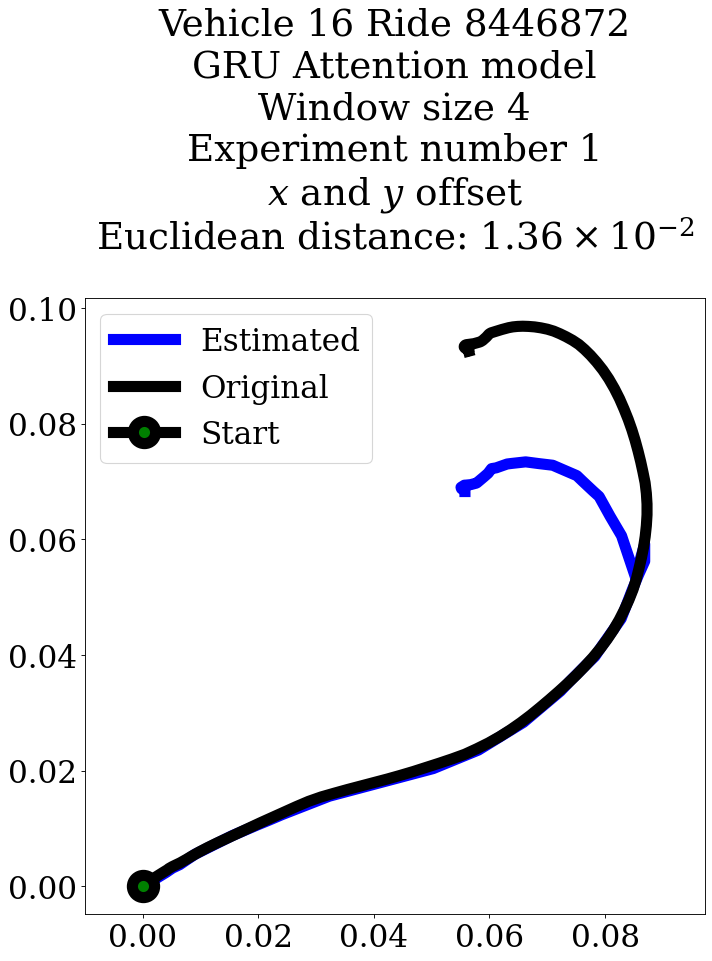 Vehicle 16 Ride 8446872
GRU Attention model
Window size 4
Experiment number 1
x and y offset
Euclidean distance: 1.36 × 10⁻²
Estimated
Original
Start
0.10
0.08
0.06
0.04
0.02
0.00
0.00 0.02 0.04 0.06 0.08